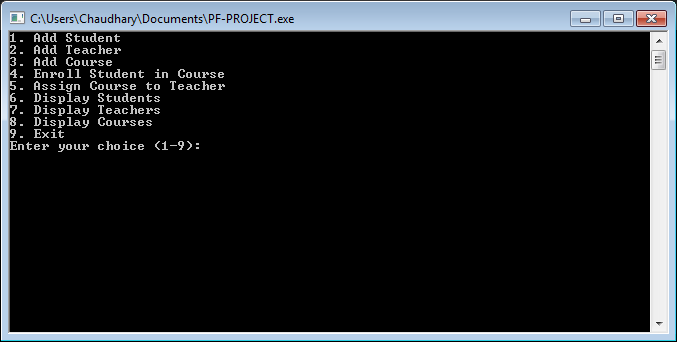 C:\Users\Chaudhary\Documents\PF-PROJECT.exe
1. Add Student
2. Add Teacher
3. Add Course
4. Enroll Student in Course
5. Assign Course to Teacher
6. Display Students
7. Display Teachers
8. Display Courses
9. Exit
Enter your choice (1-9):